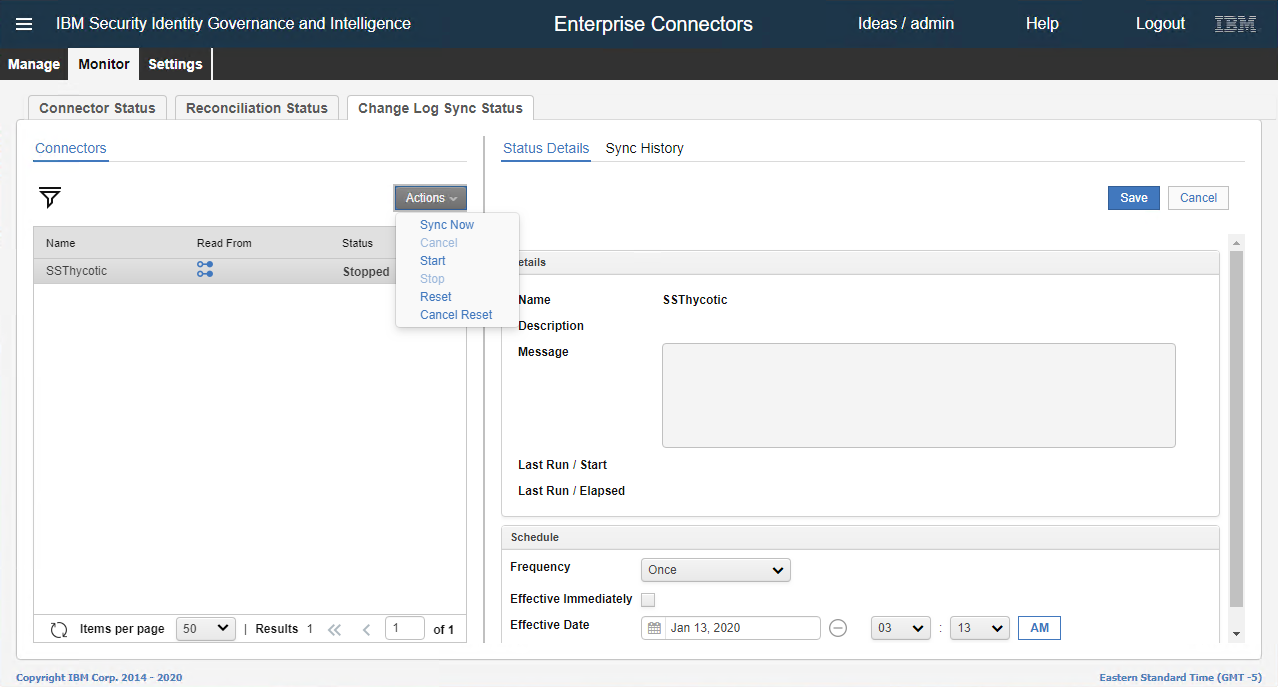 IBM Security Identity Governance and Intelligence Enterprise Connectors Ideas / admin Help Logout IBM
Manage Monitor Settings
Connector Status Reconciliation Status Change Log Sync Status
Connectors
Status Details Sync History
Actions
Save Cancel
Sync Now
Cancel
Start
Stop
Reset
Cancel Reset
Name Read From Status
SSThycotic Stopped
etails
Name SSThycotic
Description
Message
Last Run / Start
Last Run / Elapsed
Schedule
Frequency Once
Effective Immediately
Effective Date Jan 13, 2020 03 : 13 AM
Items per page 50 | Results 1 1 of 1
Copyright IBM Corp. 2014 - 2020 Eastern Standard Time (GMT -5)